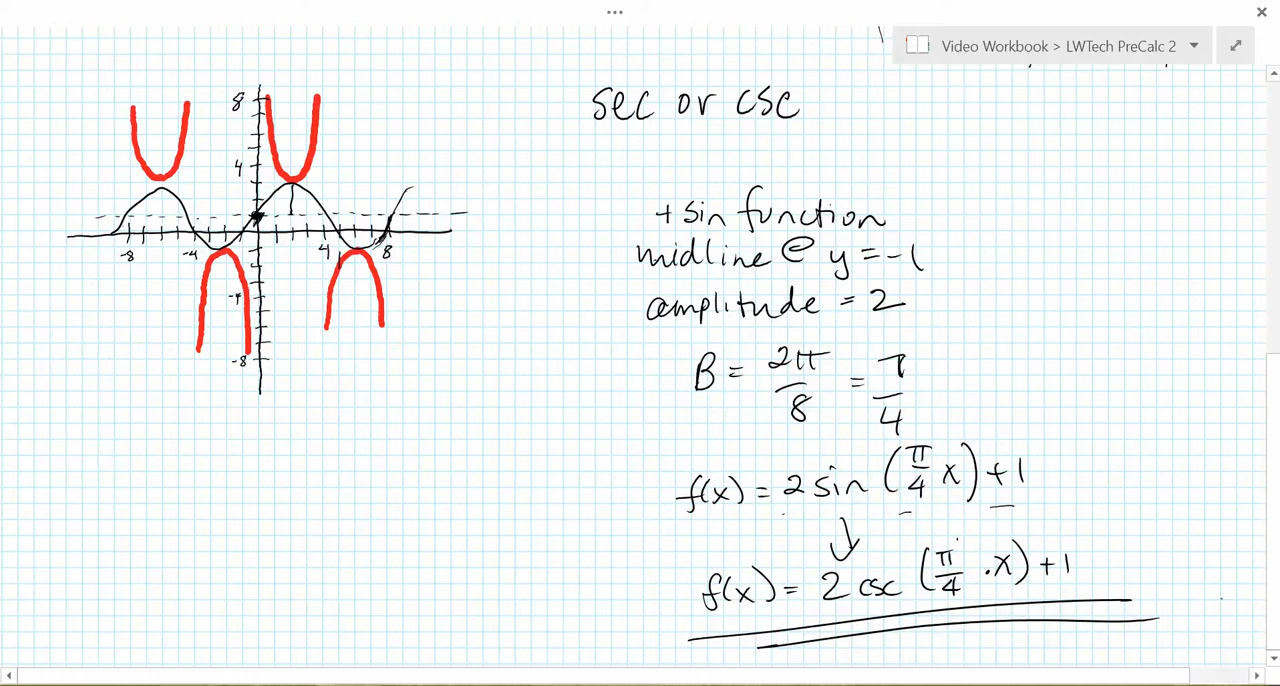 Video Workbook > LWTech PreCalc 2
sec or csc
8
4
-8
-4
4
8
-4
-8
+ sin function
midline @ y = -1
amplitude = 2
B = 2π/8 = π/4
f(x) = 2 sin (π/4 x) + 1
f(x) = 2 csc (π/4 · x) + 1